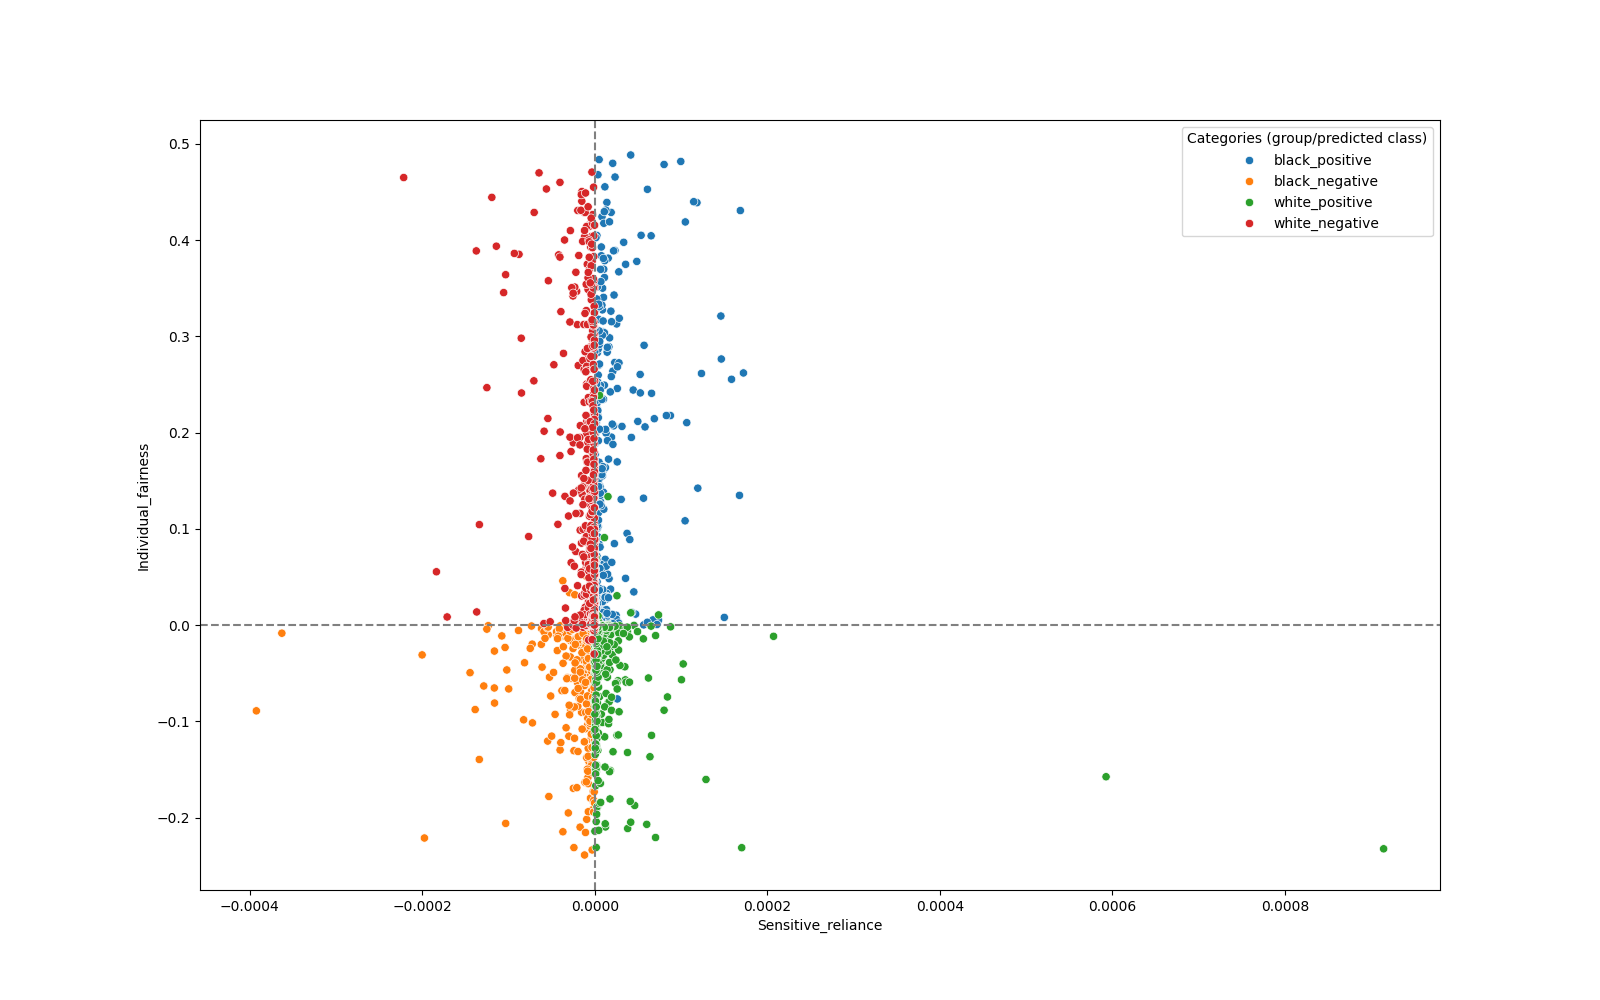 Categories (group/predicted class)
black_positive
black_negative
white_positive
white_negative
0.5
0.4
0.3
0.2
0.1
0.0
−0.1
−0.2
Individual_fairness
−0.0004
−0.0002
0.0000
0.0002
0.0004
0.0006
0.0008
Sensitive_reliance